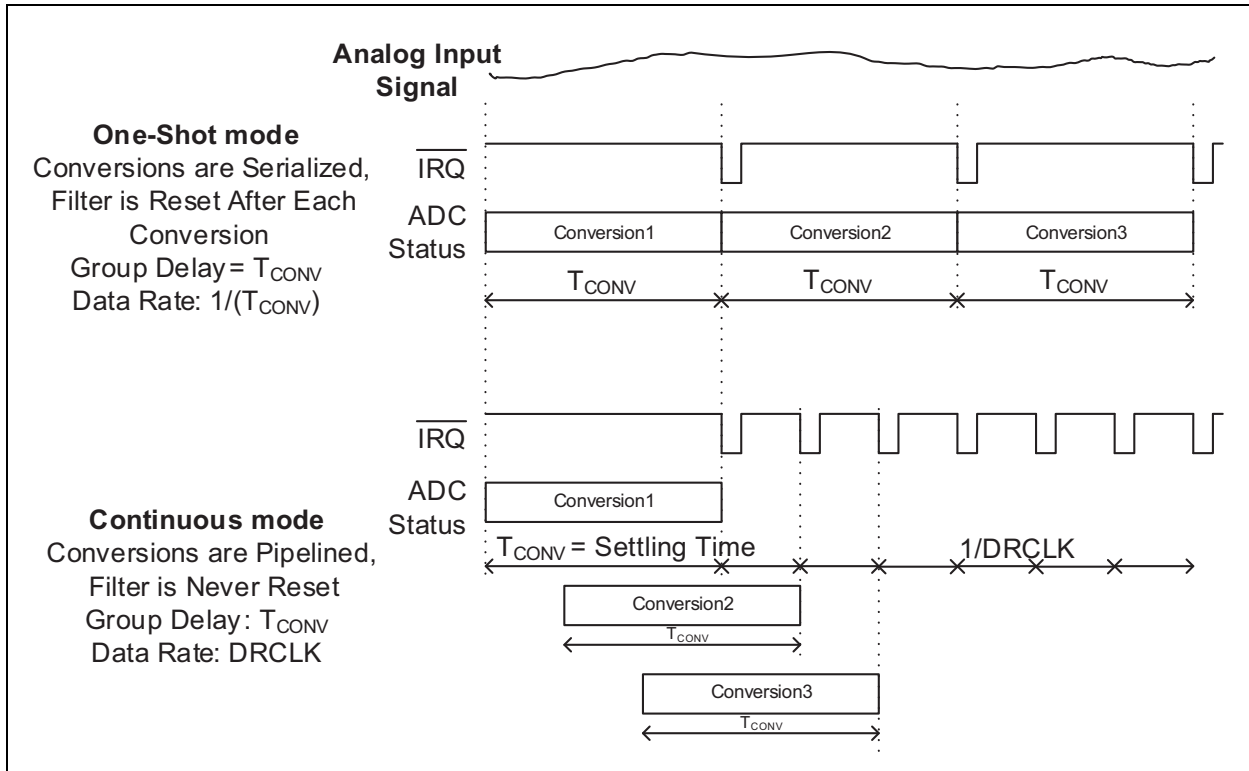 Analog Input
Signal
One-Shot mode
Conversions are Serialized,
Filter is Reset After Each
Conversion
Group Delay = TCONV
Data Rate: 1/(TCONV)
IRQ
ADC
Status
Conversion1 Conversion2 Conversion3
TCONV TCONV TCONV
IRQ
ADC
Status
Conversion1
Continuous mode
Conversions are Pipelined,
Filter is Never Reset
Group Delay: TCONV
Data Rate: DRCLK
TCONV = Settling Time 1/DRCLK
Conversion2
TCONV
Conversion3
TCONV